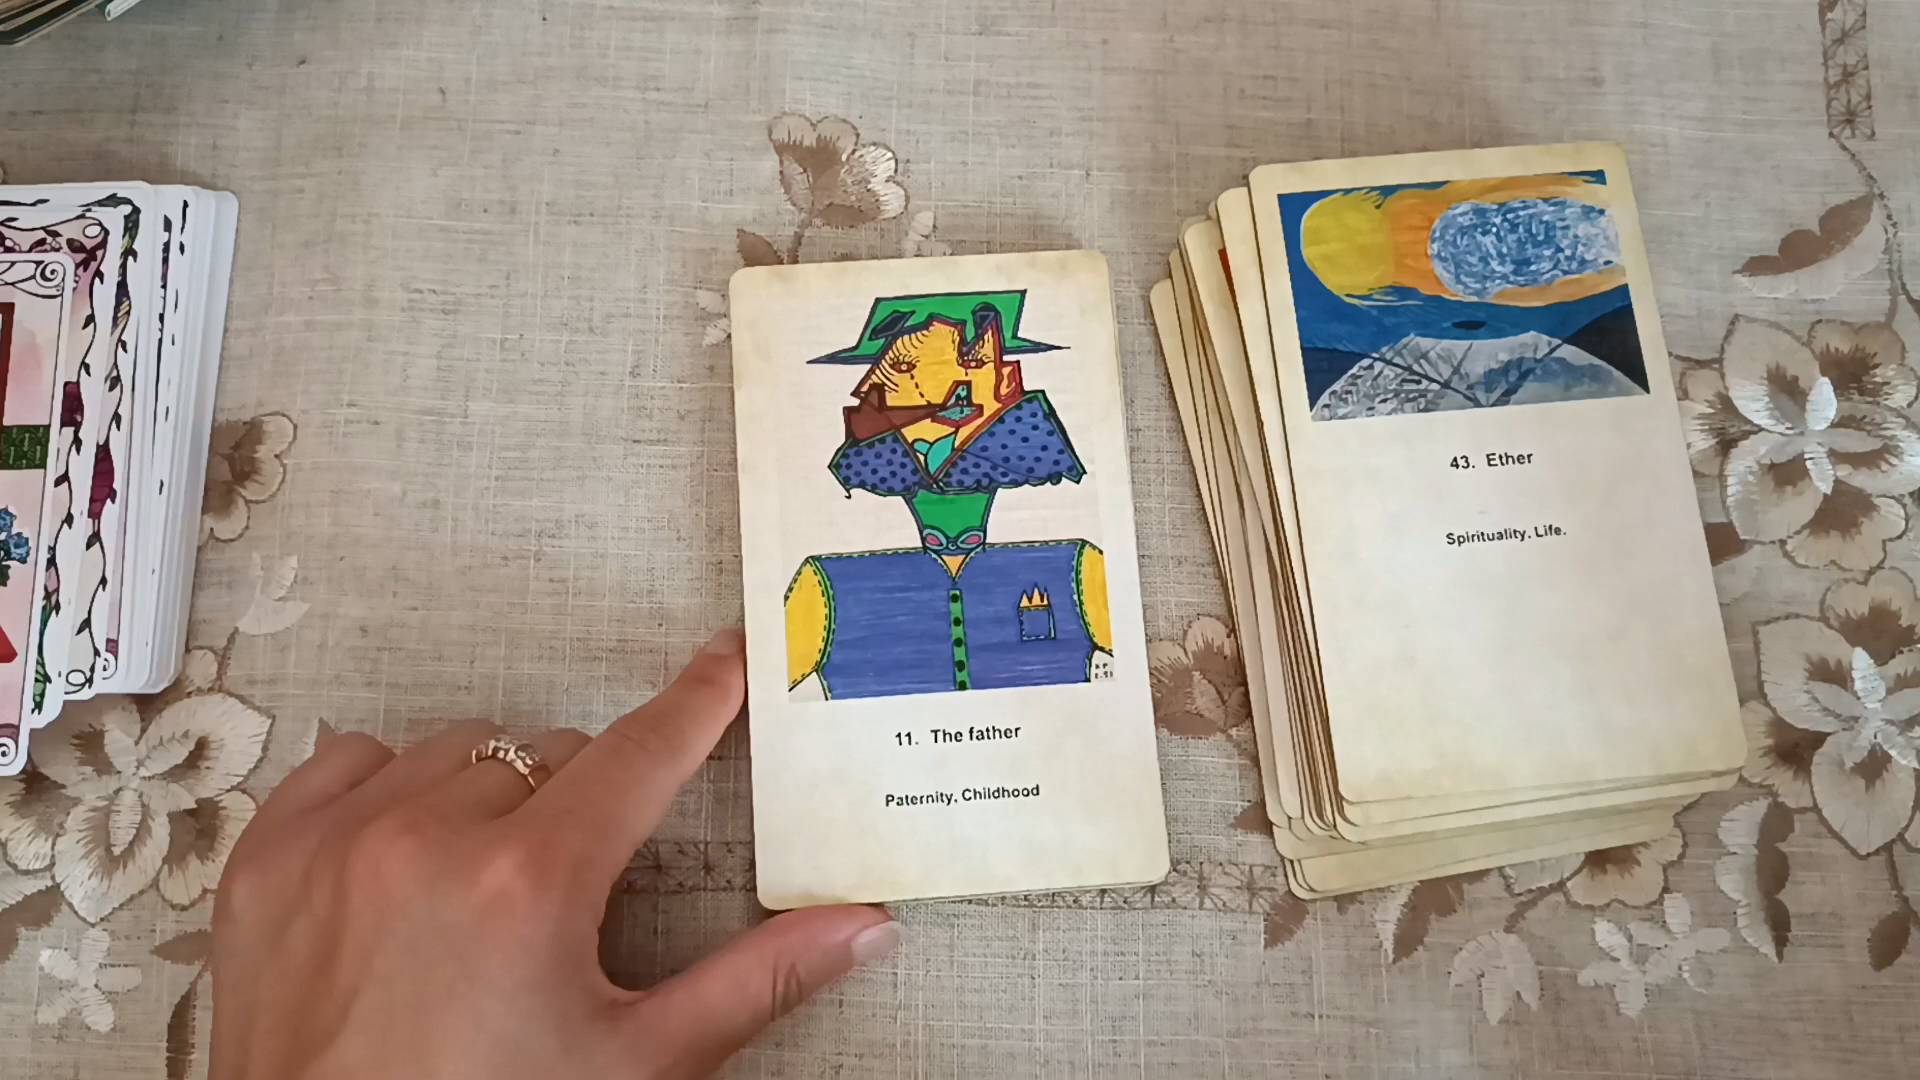 11. The father
Paternity, Childhood
43. Ether
Spirituality. Life.